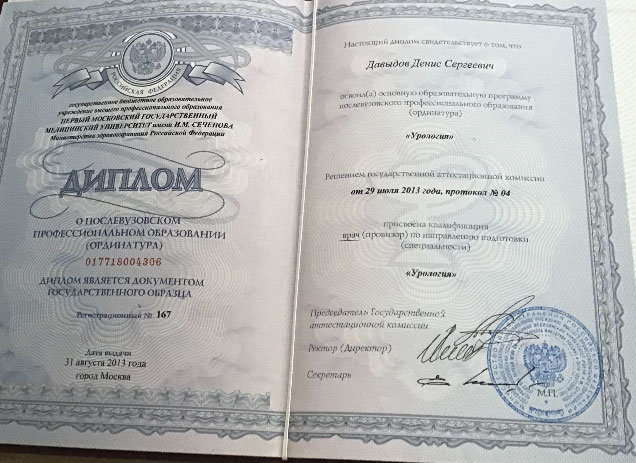 РОССИЙСКАЯ ФЕДЕРАЦИЯ
государственное бюджетное образовательное
учреждение высшего профессионального образования
ПЕРВЫЙ МОСКОВСКИЙ ГОСУДАРСТВЕННЫЙ
МЕДИЦИНСКИЙ УНИВЕРСИТЕТ имени И.М. СЕЧЕНОВА
Министерства здравоохранения Российской Федерации
ДИПЛОМ
О ПОСЛЕВУЗОВСКОМ
ПРОФЕССИОНАЛЬНОМ ОБРАЗОВАНИИ
(ОРДИНАТУРА)
017718004306
ДИПЛОМ ЯВЛЯЕТСЯ ДОКУМЕНТОМ
ГОСУДАРСТВЕННОГО ОБРАЗЦА
Регистрационный № 167
Дата выдачи
31 августа 2013 года
город Москва
Настоящий диплом свидетельствует о том, что
Давыдов Денис Сергеевич
освоил(а) основную образовательную программу
послевузовского профессионального образования
(ординатура)
«Урология»
Решением государственной аттестационной комиссии
от 29 июля 2013 года, протокол № 04
присвоена квалификация
врач (провизор) по направлению подготовки
(специальности)
«Урология»
Председатель Государственной
аттестационной комиссии
Ректор (Директор)
Секретарь
М.П.